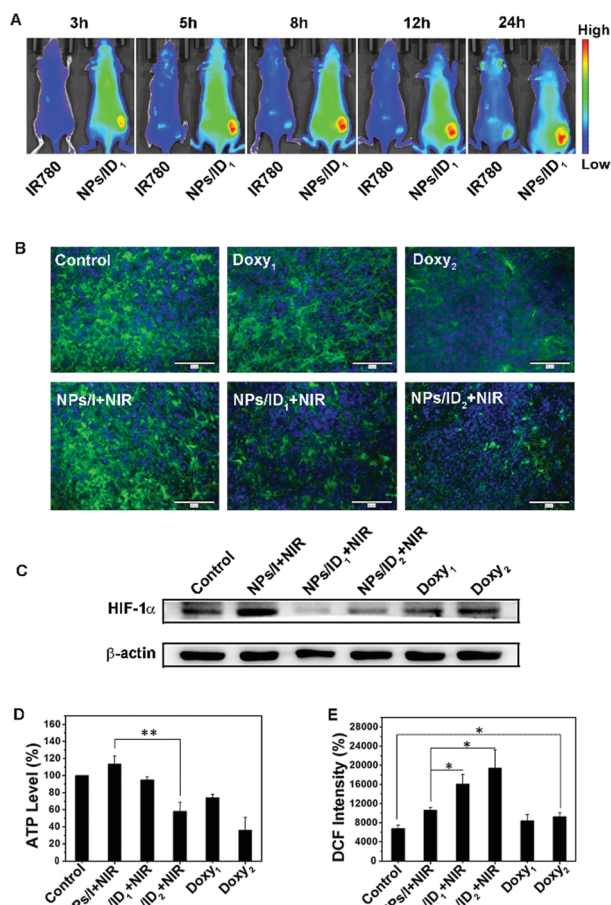 A
3h 5h 8h 12h 24h
High
Low
IR780 NPs/ID₁ IR780 NPs/ID₁ IR780 NPs/ID₁ IR780 NPs/ID₁ IR780 NPs/ID₁
B
Control Doxy₁ Doxy₂
NPs/I+NIR NPs/ID₁+NIR NPs/ID₂+NIR
C
Control NPs/I+NIR NPs/ID₁+NIR NPs/ID₂+NIR Doxy₁ Doxy₂
HIF-1α
β-actin
D
ATP Level (%)
160
140
120
100
80
60
40
20
0
**
Control Ps/I+NIR /ID₁+NIR /ID₂+NIR Doxy₁ Doxy₂
E
DCF Intensity (%)
28000
24000
20000
16000
12000
8000
4000
0
*
*
*
Control Ps/I+NIR /ID₁+NIR /ID₂+NIR Doxy₁ Doxy₂